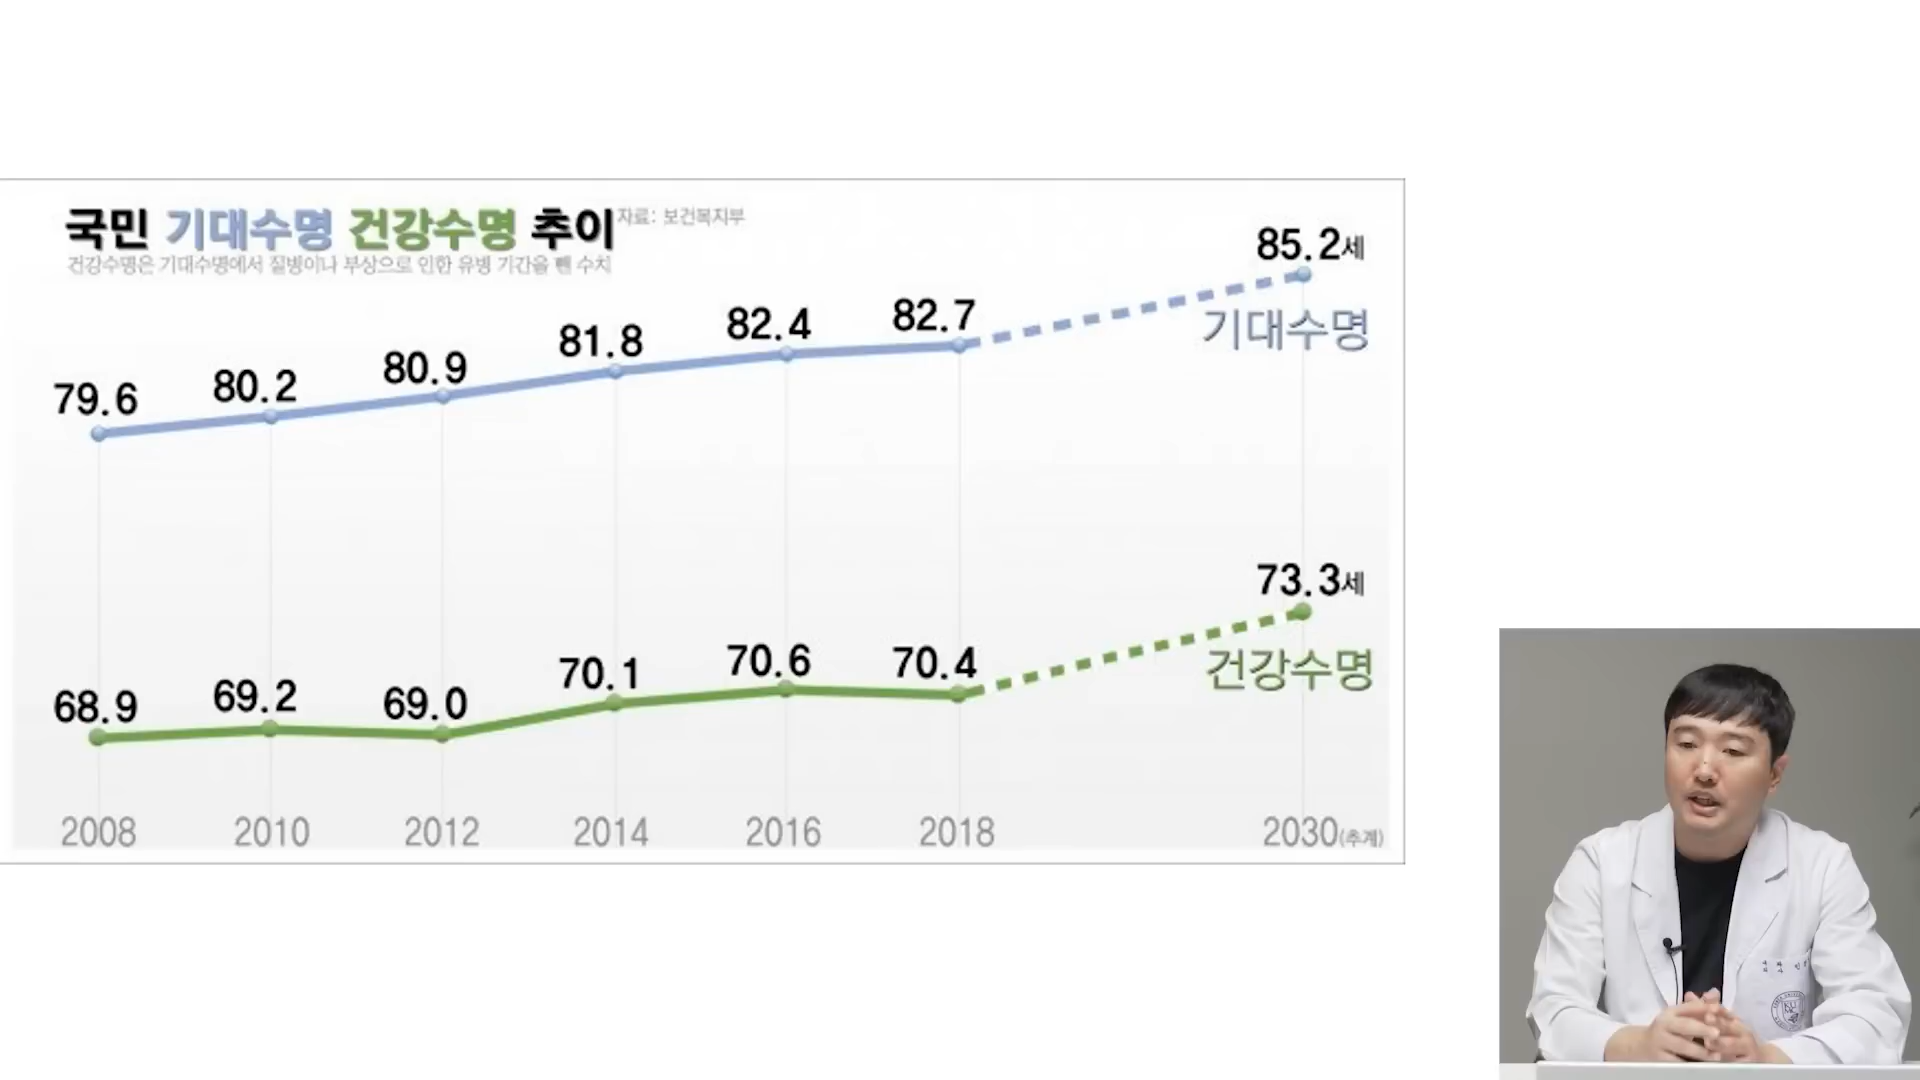 국민 기대수명 건강수명 추이
자료: 보건복지부
건강수명은 기대수명에서 질병이나 부상으로 인한 유병 기간을 뺀 수치
85.2세
79.6 80.2 80.9 81.8 82.4 82.7
기대수명
73.3세
68.9 69.2 69.0 70.1 70.6 70.4
건강수명
2008 2010 2012 2014 2016 2018 2030(추계)